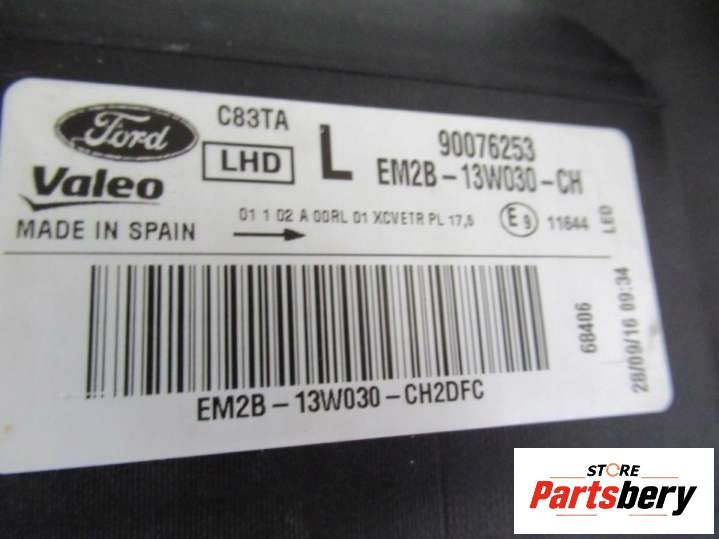 Ford
C83TA
LHD
L
90076253
EM2B-13W030-CH
Valeo
MADE IN SPAIN
01 1 02 A 00RL 01 XCVETR PL 17,5
E9
11644
LED
68406
28/09/16 09:34
EM2B-13W030-CH2DFC
STORE
Partsbery